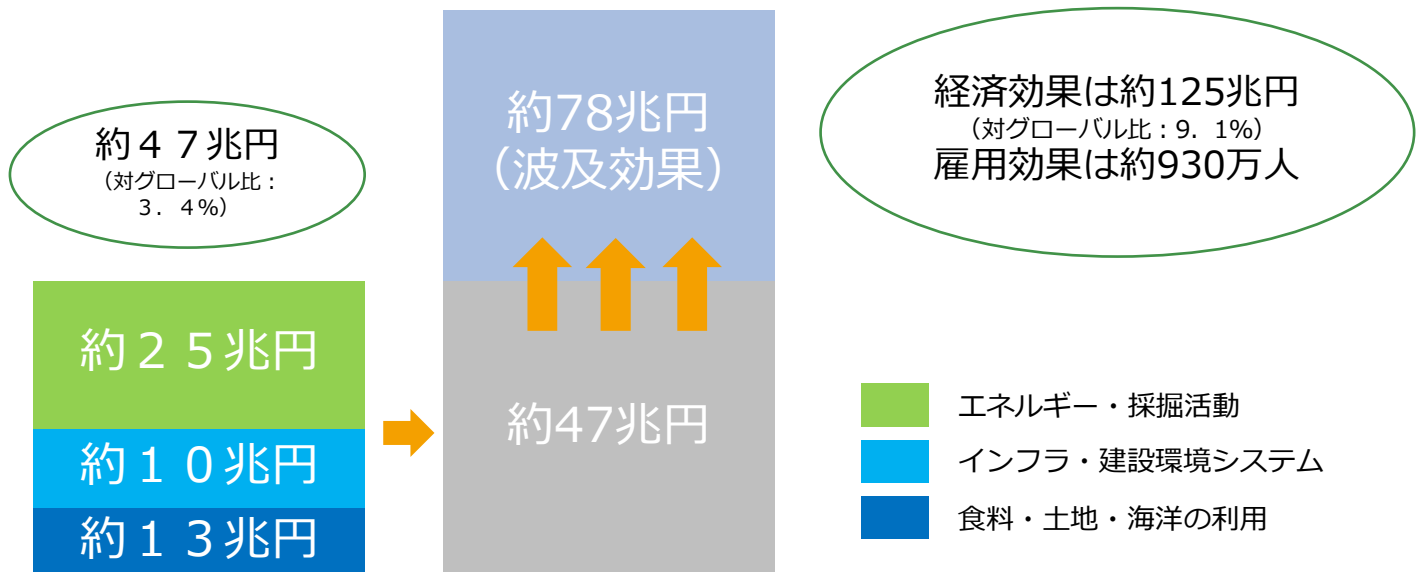 約４７兆円
（対グローバル比：
３．４%）
約２５兆円
約１０兆円
約１３兆円
約78兆円
（波及効果）
約47兆円
経済効果は約125兆円
（対グローバル比：9．1%）
雇用効果は約930万人
エネルギー・採掘活動
インフラ・建設環境システム
食料・土地・海洋の利用